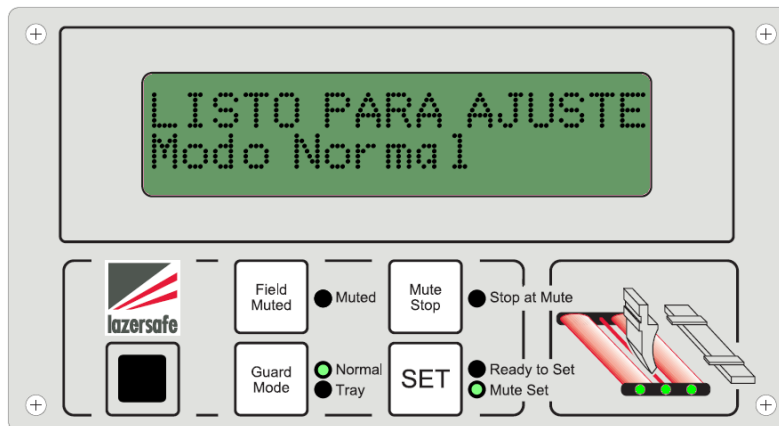 LISTO PARA AJUSTE
Modo Normal
lazersafe
Field
Muted
Muted
Mute
Stop
Stop at Mute
Guard
Mode
Normal
Tray
SET
Ready to Set
Mute Set